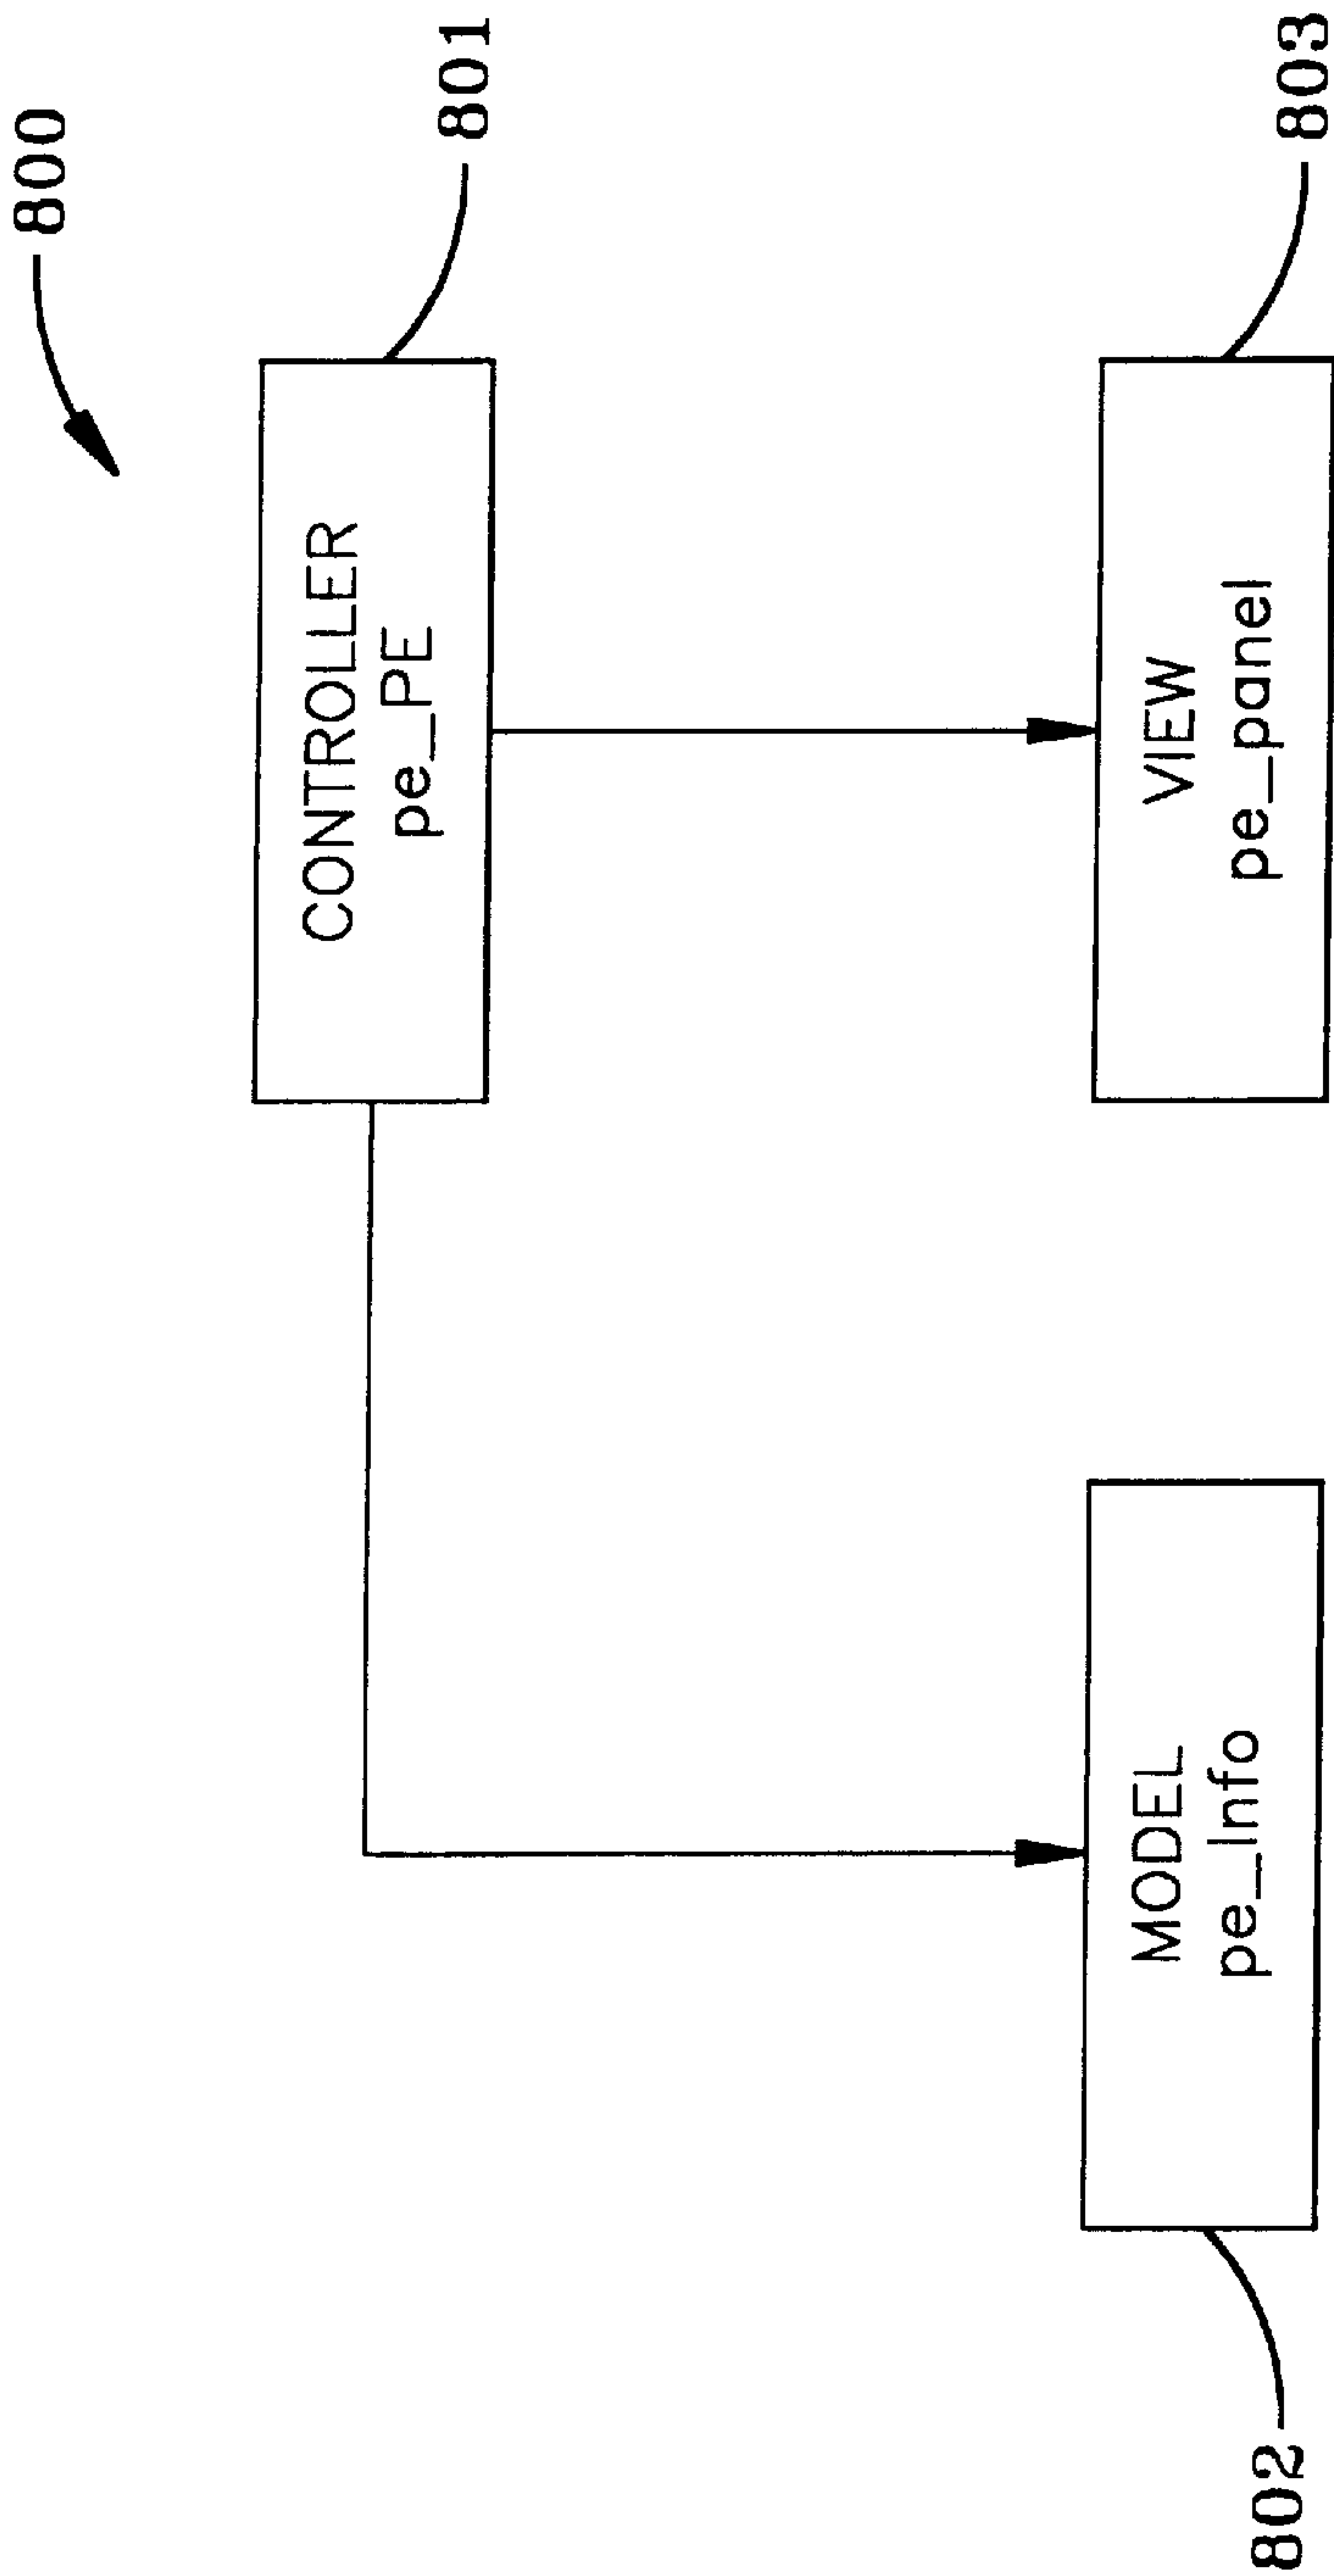 800
CONTROLLER
pe_PE
801
MODEL
pe_Info
802
VIEW
pe_panel
803